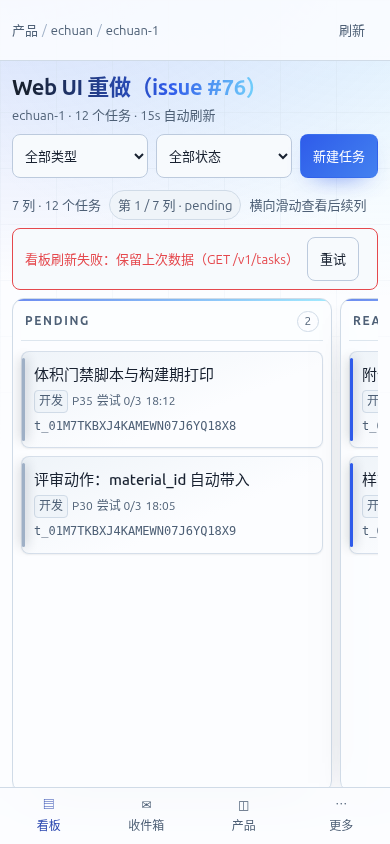 产品 / echuan / echuan-1
刷新
Web UI 重做（issue #76）
echuan-1 · 12 个任务 · 15s 自动刷新
全部类型
全部状态
新建任务
7 列 · 12 个任务
第 1 / 7 列 · pending
横向滑动查看后续列
看板刷新失败：保留上次数据（GET /v1/tasks）
重试
PENDING
2
体积门禁脚本与构建期打印
开发 P35 尝试 0/3 18:12
t_01M7TKBXJ4KAMEWN07J6YQ18X8
评审动作：material_id 自动带入
开发 P30 尝试 0/3 18:05
t_01M7TKBXJ4KAMEWN07J6YQ18X9
REA
附
开
t_
样
开
t_
看板
收件箱
产品
更多